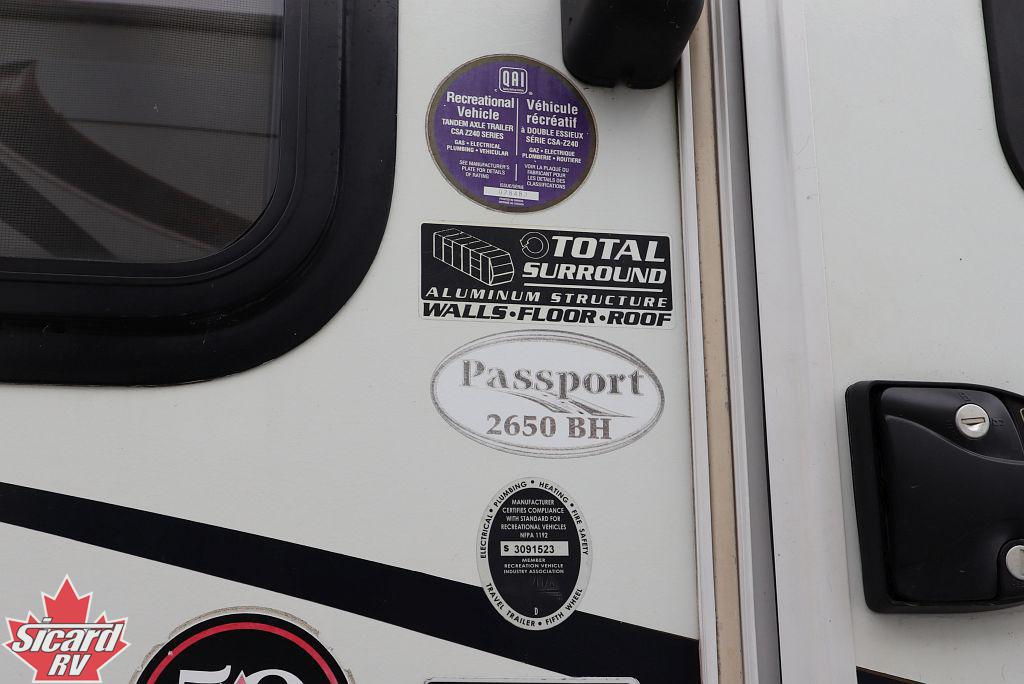 QAI
Recreational
Vehicle
TANDEM AXLE TRAILER
CSA Z240 SERIES
GAS • ELECTRICAL
PLUMBING • VEHICULAR
SEE MANUFACTURER'S
PLATE FOR DETAILS
OF RATING
Véhicule
récréatif
à DOUBLE ESSIEUX
SÉRIE CSA-Z240
GAZ • ELECTRIQUE
PLOMBERIE • ROUTIERE
VOIR LA PLAQUE DU
FABRICANT POUR
LES DETAILS DES
CLASSIFICATIONS
TOTAL
SURROUND
ALUMINUM STRUCTURE
WALLS•FLOOR•ROOF
Passport
2650 BH
ELECTRICAL • PLUMBING • HEATING • FIRE SAFETY
MANUFACTURER
CERTIFIES COMPLIANCE
WITH STANDARD FOR
RECREATIONAL VEHICLES
NFPA 1192
S 3091523
MEMBER
RECREATION VEHICLE
INDUSTRY ASSOCIATION
D
TRAVEL TRAILER • FIFTH WHEEL
Sicard
RV